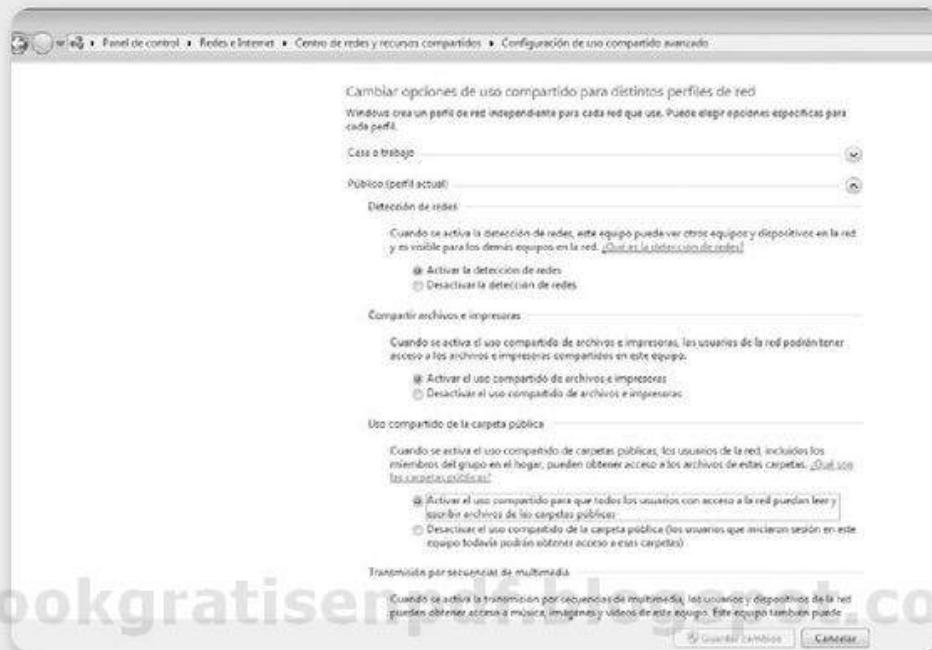 Panel de control ▸ Redes e Internet ▸ Centro de redes y recursos compartidos ▸ Configuración de uso compartido avanzado
Cambiar opciones de uso compartido para distintos perfiles de red
Windows crea un perfil de red independiente para cada red que use. Puede elegir opciones específicas para
cada perfil.
Casa o trabajo
Público (perfil actual)
Detección de redes
Cuando se activa la detección de redes, este equipo puede ver otros equipos y dispositivos en la red
y es visible para los demás equipos en la red. ¿Qué es la detección de redes?
Activar la detección de redes
Desactivar la detección de redes
Compartir archivos e impresoras
Cuando se activa el uso compartido de archivos e impresoras, los usuarios de la red podrán tener
acceso a los archivos e impresoras compartidos en este equipo.
Activar el uso compartido de archivos e impresoras
Desactivar el uso compartido de archivos e impresoras
Uso compartido de la carpeta pública
Cuando se activa el uso compartido de carpetas públicas, los usuarios de la red, incluidos los
miembros del grupo en el hogar, pueden obtener acceso a los archivos de estas carpetas. ¿Qué son
las carpetas públicas?
Activar el uso compartido para que todos los usuarios con acceso a la red puedan leer y
escribir archivos de las carpetas públicas
Desactivar el uso compartido de la carpeta pública (los usuarios que iniciaron sesión en este
equipo todavía podrán obtener acceso a esas carpetas)
Transmisión por secuencias de multimedia
Cuando se activa la transmisión por secuencias de multimedia, los usuarios y dispositivos de la red
pueden obtener acceso a música, imágenes y vídeos de este equipo. Este equipo también puede
ookgratisenpdf.blogspot.co
Guardar cambios
Cancelar